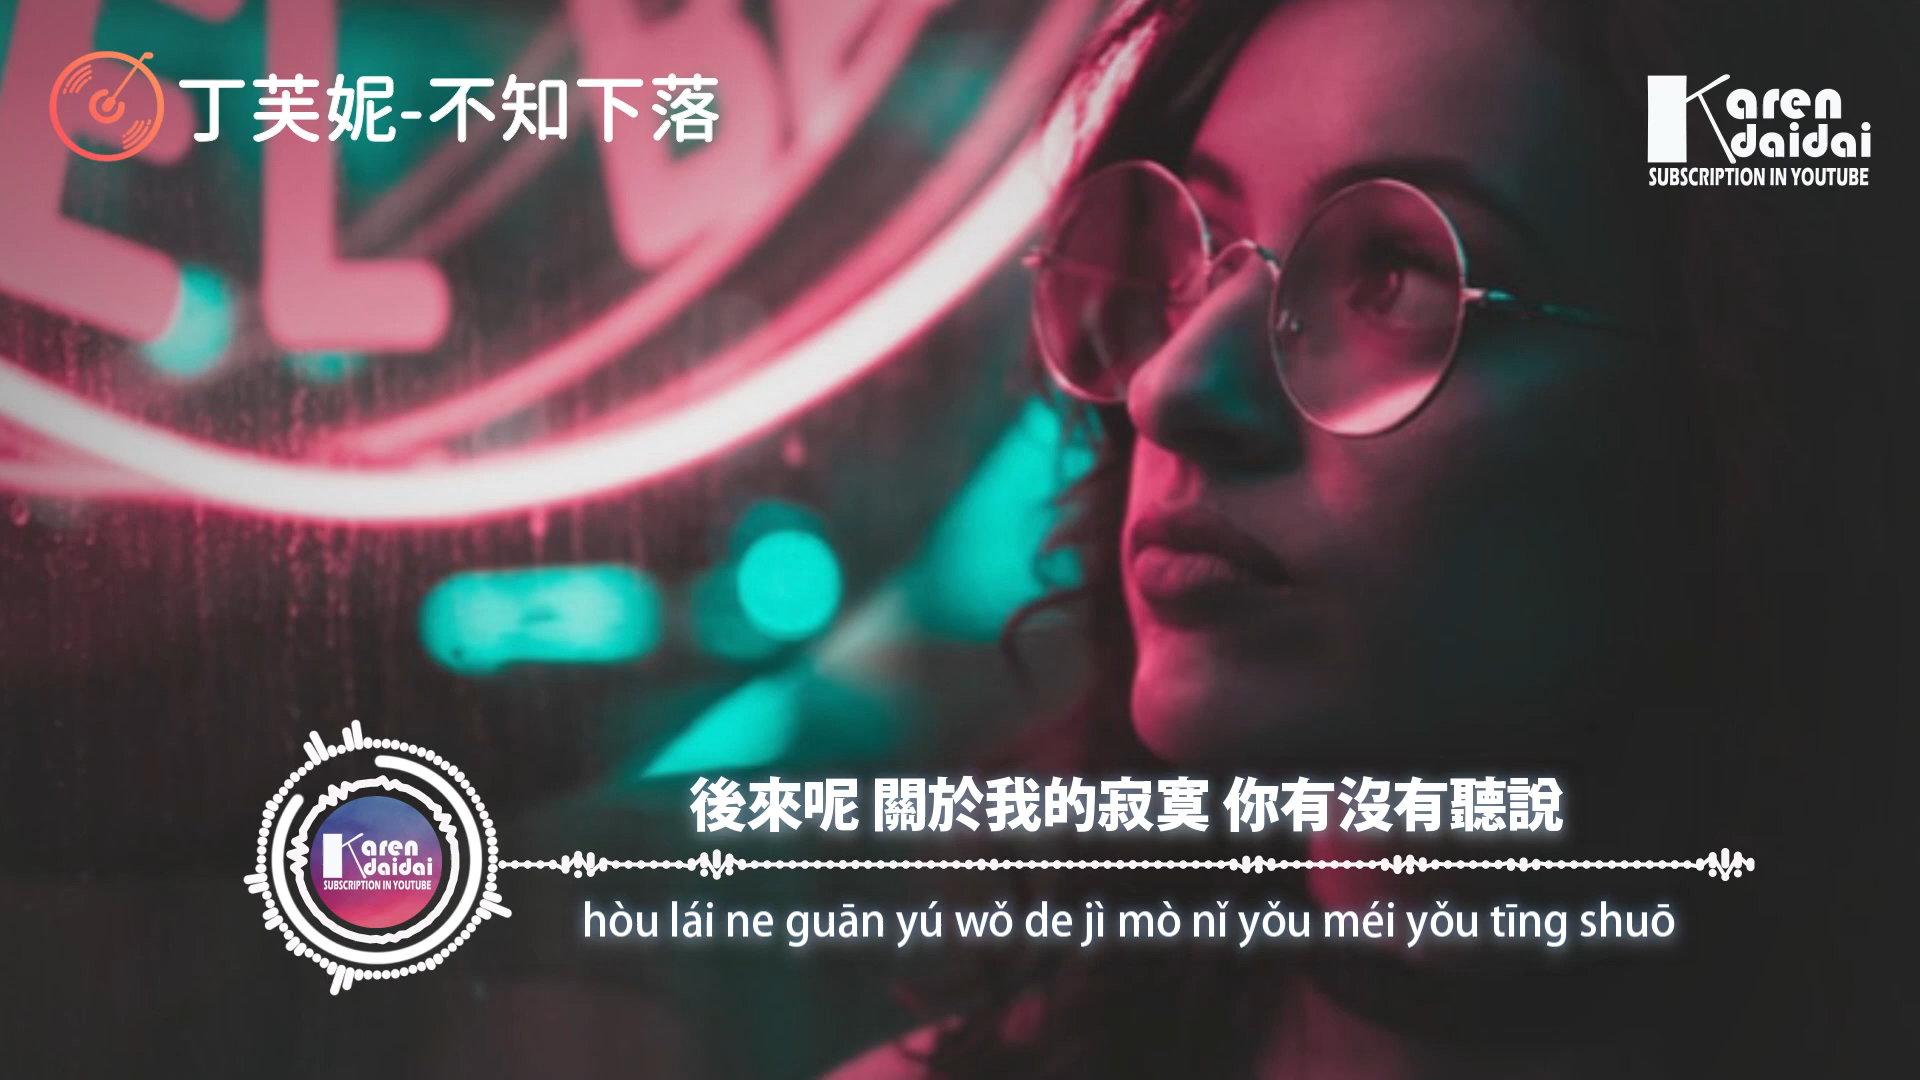 丁芙妮-不知下落
Karen
daidai
SUBSCRIPTION IN YOUTUBE
後來呢 關於我的寂寞 你有沒有聽說
Karen
daidai
SUBSCRIPTION IN YOUTUBE
hòu lái ne guān yú wǒ de jì mò nǐ yǒu méi yǒu tīng shuō